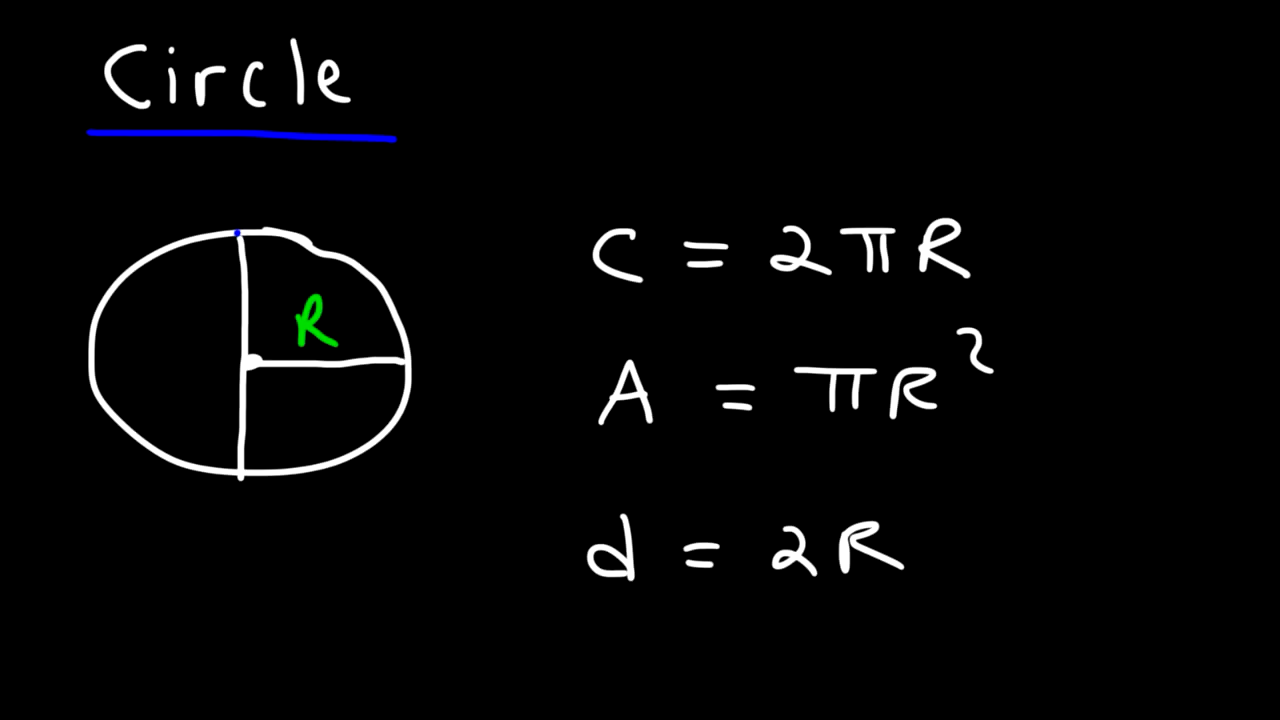 Circle
R
C = 2πR
A = πR²
d = 2R